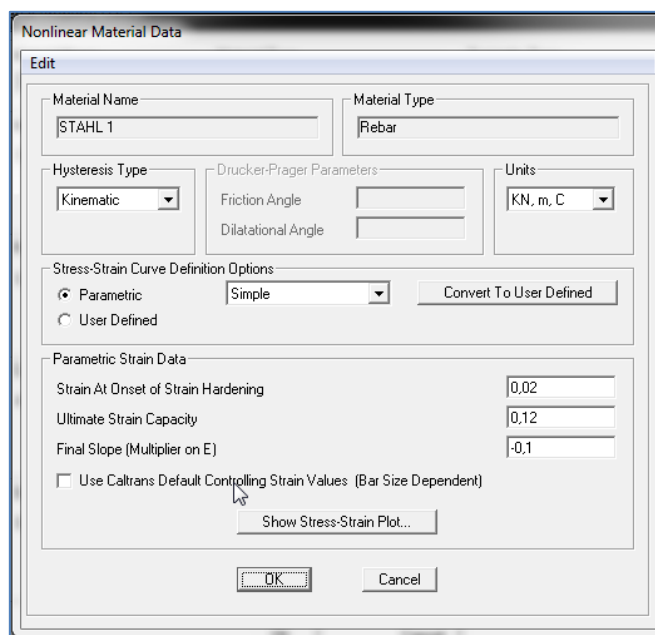 Nonlinear Material Data
Edit
Material Name
Material Type
STAHL 1
Rebar
Hysteresis Type
Drucker-Prager Parameters
Units
Kinematic
Friction Angle
KN, m, C
Dilatational Angle
Stress-Strain Curve Definition Options
Parametric
Simple
Convert To User Defined
User Defined
Parametric Strain Data
Strain At Onset of Strain Hardening
0,02
Ultimate Strain Capacity
0,12
Final Slope (Multiplier on E)
-0,1
Use Caltrans Default Controlling Strain Values (Bar Size Dependent)
Show Stress-Strain Plot...
OK
Cancel